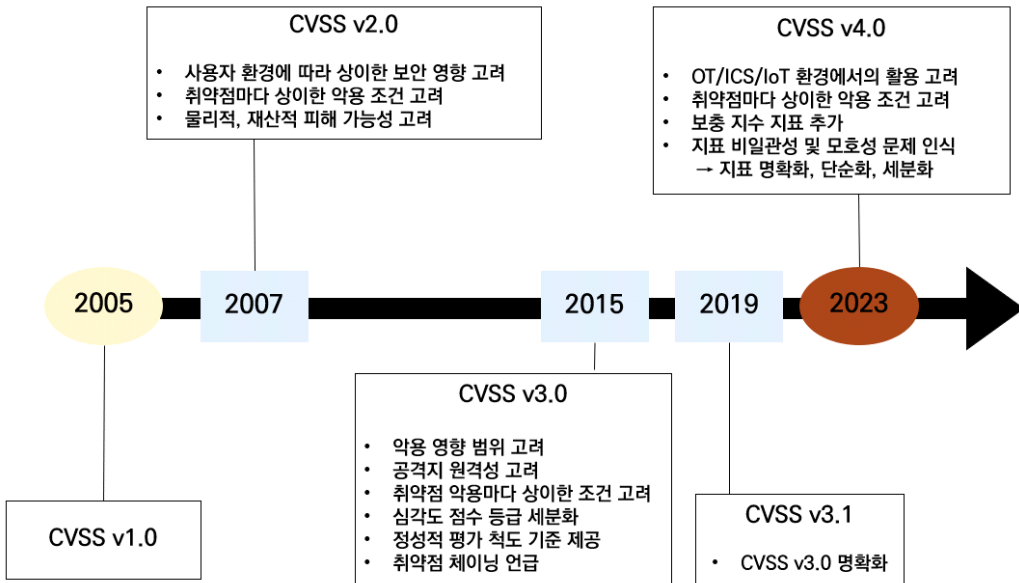 CVSS v2.0
• 사용자 환경에 따라 상이한 보안 영향 고려
• 취약점마다 상이한 악용 조건 고려
• 물리적, 재산적 피해 가능성 고려
CVSS v4.0
• OT/ICS/IoT 환경에서의 활용 고려
• 취약점마다 상이한 악용 조건 고려
• 보충 지수 지표 추가
• 지표 비일관성 및 모호성 문제 인식
→ 지표 명확화, 단순화, 세분화
2005
2007
2015
2019
2023
CVSS v1.0
CVSS v3.0
• 악용 영향 범위 고려
• 공격지 원격성 고려
• 취약점 악용마다 상이한 조건 고려
• 심각도 점수 등급 세분화
• 정성적 평가 척도 기준 제공
• 취약점 체이닝 언급
CVSS v3.1
• CVSS v3.0 명확화